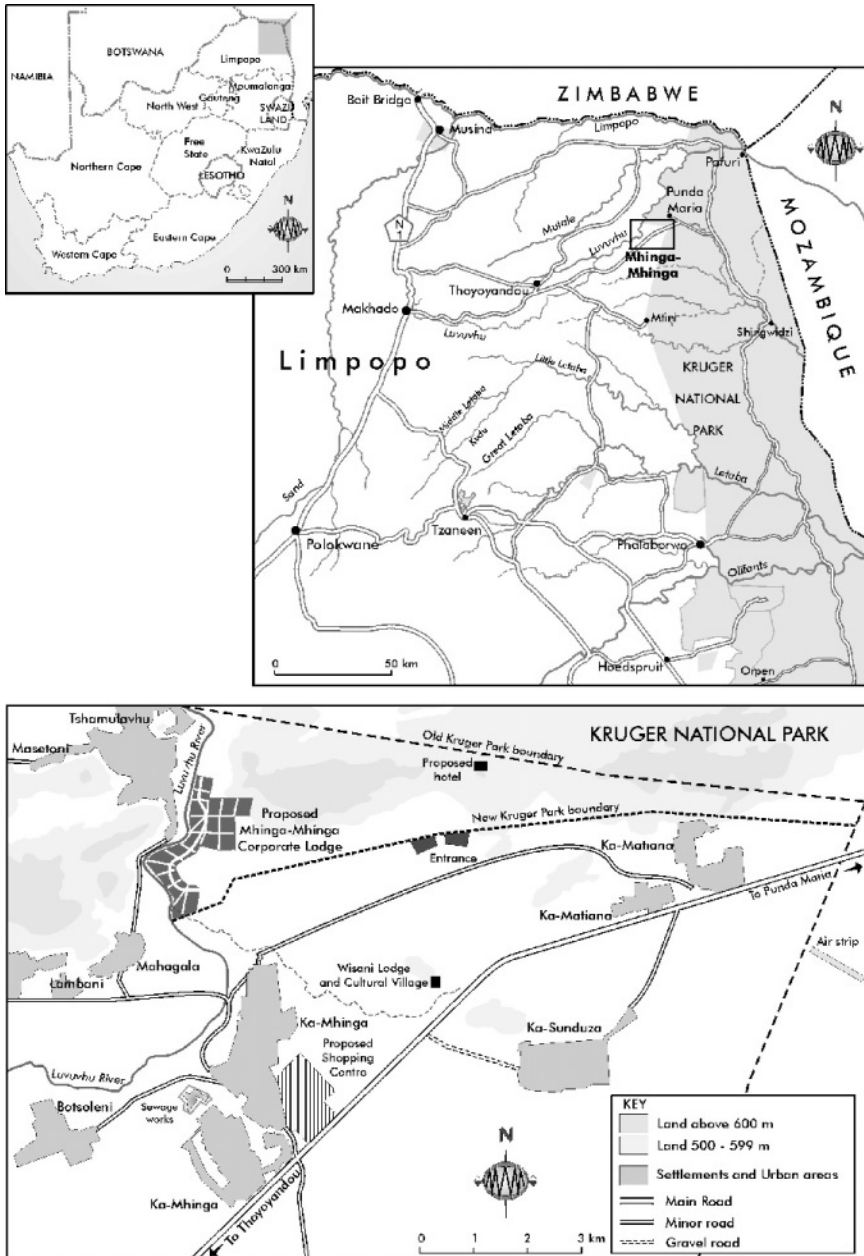 BOTSWANA
NAMIBIA
Limpopo
Mpumalanga
North West
Gauteng
SWAZI
LAND
Free
State
KwaZulu
Natal
Northern Cape
LESOTHO
N
Eastern Cape
Western Cape
0 300 km
ZIMBABWE
Bait Bridge
Musina
Limpopo
N
Pafuri
Punda
Maria
Mutale
N
1
Luvuvhu
Mhinga-
Mhinga
MOZAMBIQUE
Thoyoyandou
Makhado
Luvuvhu
Mtini
Shingwidzi
Limpopo
Little Letaba
KRUGER
NATIONAL
PARK
Middle Letaba
Kudu
Great Letaba
Letaba
Sand
Tzaneen
Polokwane
Phalaborwa
Olifants
0 50 km
Hoedspruit
Orpen
Tshamulavhu
Masetoni
Luvuvhu River
Old Kruger Park boundary
KRUGER NATIONAL PARK
Proposed
hotel
Proposed
Mhinga-Mhinga
Corporate Lodge
New Kruger Park boundary
Entrance
Ka-Matiana
To Punda Maria
Ka-Matiana
Air strip
Mahagala
Lambani
Wisani Lodge
and Cultural Village
Ka-Mhinga
Ka-Sunduza
Proposed
Shopping
Centre
Luvuvhu River
Botsoleni
Sewage
works
Ka-Mhinga
To Thoyoyandou
N
0 1 2 3 km
KEY
Land above 600 m
Land 500 - 599 m
Settlements and Urban areas
Main Road
Minor road
Gravel road